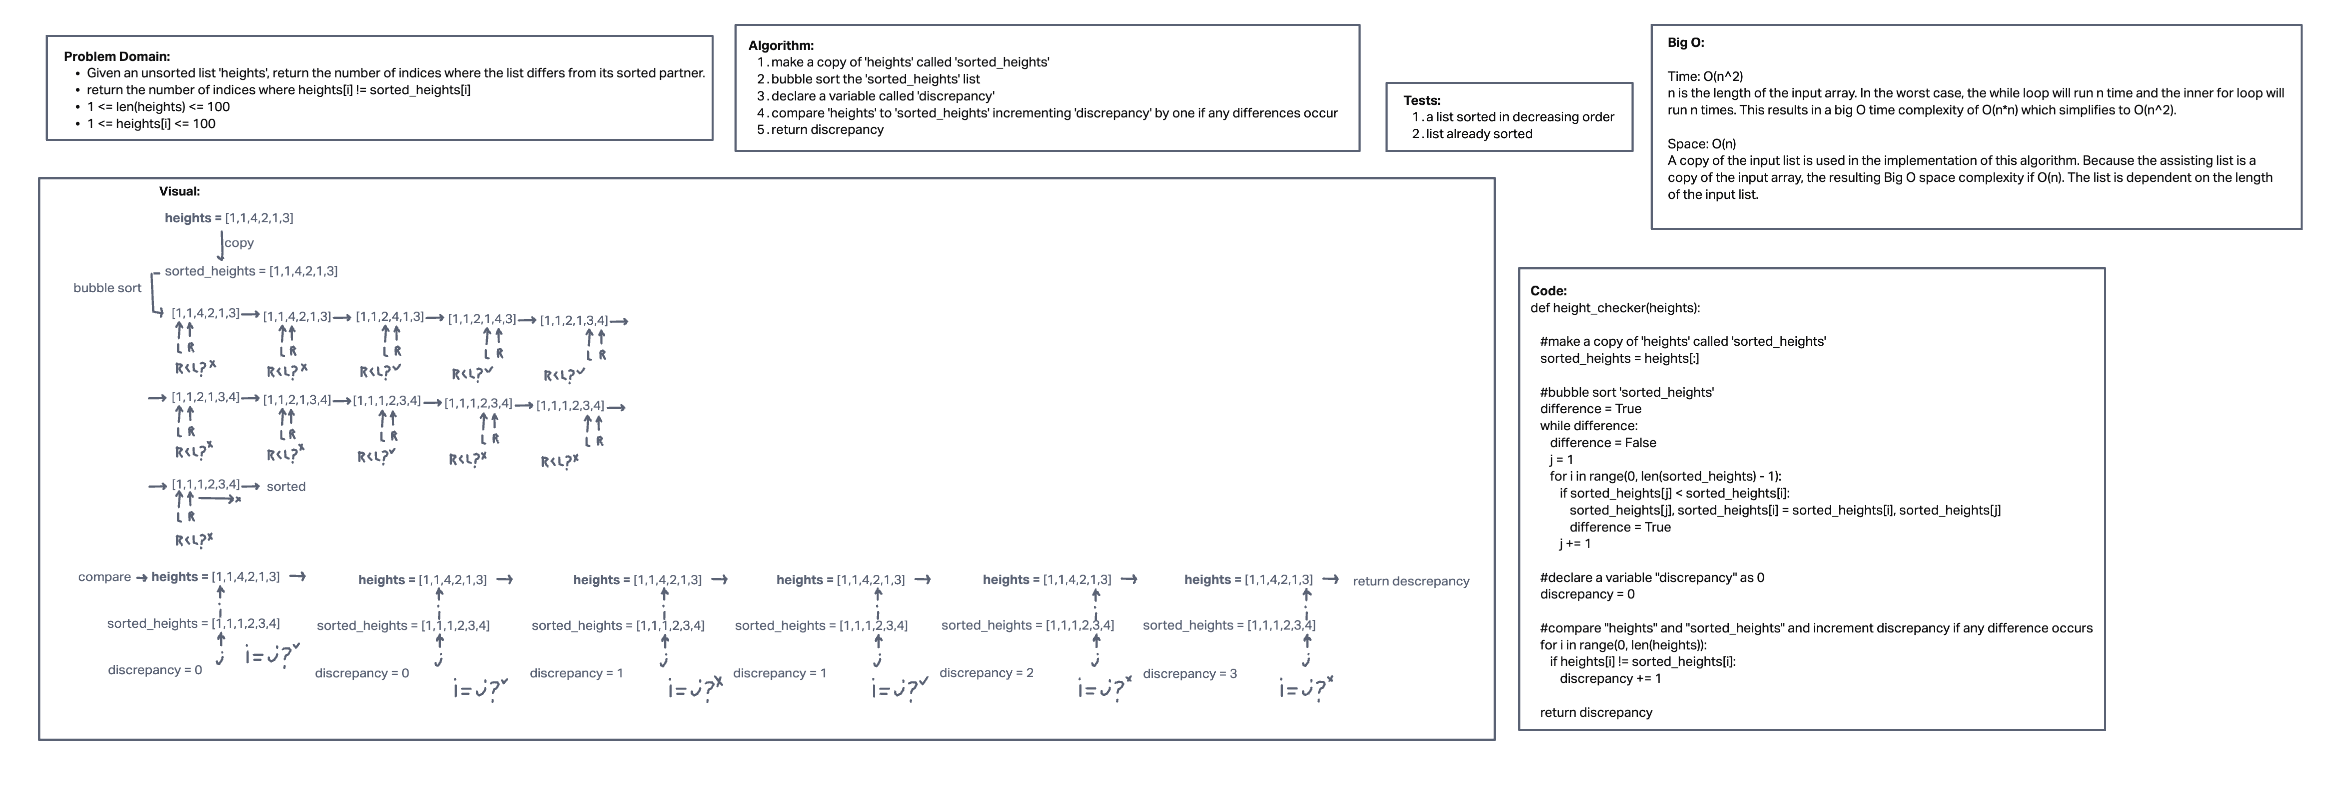 Problem Domain:
• Given an unsorted list 'heights', return the number of indices where the list differs from its sorted partner.
• return the number of indices where heights[i] != sorted_heights[i]
• 1 <= len(heights) <= 100
• 1 <= heights[i] <= 100
Algorithm:
1. make a copy of 'heights' called 'sorted_heights'
2. bubble sort the 'sorted_heights' list
3. declare a variable called 'discrepancy'
4. compare 'heights' to 'sorted_heights' incrementing 'discrepancy' by one if any differences occur
5. return discrepancy
Tests:
1. a list sorted in decreasing order
2. list already sorted
Big O:
Time: O(n^2)
n is the length of the input array. In the worst case, the while loop will run n time and the inner for loop will
run n times. This results in a big O time complexity of O(n*n) which simplifies to O(n^2).
Space: O(n)
A copy of the input list is used in the implementation of this algorithm. Because the assisting list is a
copy of the input array, the resulting Big O space complexity if O(n). The list is dependent on the length
of the input list.
Visual:
heights = [1,1,4,2,1,3]
copy
sorted_heights = [1,1,4,2,1,3]
bubble sort
[1,1,4,2,1,3] [1,1,4,2,1,3] [1,1,2,4,1,3] [1,1,2,1,4,3] [1,1,2,1,3,4]
L R L R L R L R L R
R<L?x R<L?x R<L?✓ R<L?✓ R<L?✓
[1,1,2,1,3,4] [1,1,2,1,3,4] [1,1,1,2,3,4] [1,1,1,2,3,4] [1,1,1,2,3,4]
L R L R L R L R L R
R<L?x R<L?x R<L?✓ R<L?x R<L?x
[1,1,1,2,3,4] sorted
x
L R
R<L?x
compare heights = [1,1,4,2,1,3] heights = [1,1,4,2,1,3] heights = [1,1,4,2,1,3] heights = [1,1,4,2,1,3] heights = [1,1,4,2,1,3] heights = [1,1,4,2,1,3] return descrepancy
sorted_heights = [1,1,1,2,3,4] sorted_heights = [1,1,1,2,3,4] sorted_heights = [1,1,1,2,3,4] sorted_heights = [1,1,1,2,3,4] sorted_heights = [1,1,1,2,3,4] sorted_heights = [1,1,1,2,3,4]
j j j j j j
discrepancy = 0 discrepancy = 0 discrepancy = 1 discrepancy = 1 discrepancy = 2 discrepancy = 3
i=j?✓ i=j?✓ i=j?x i=j?✓ i=j?x i=j?x
Code:
def height_checker(heights):
#make a copy of 'heights' called 'sorted_heights'
sorted_heights = heights[:]
#bubble sort 'sorted_heights'
difference = True
while difference:
difference = False
j = 1
for i in range(0, len(sorted_heights) - 1):
if sorted_heights[j] < sorted_heights[i]:
sorted_heights[j], sorted_heights[i] = sorted_heights[i], sorted_heights[j]
difference = True
j += 1
#declare a variable "discrepancy" as 0
discrepancy = 0
#compare "heights" and "sorted_heights" and increment discrepancy if any difference occurs
for i in range(0, len(heights)):
if heights[i] != sorted_heights[i]:
discrepancy += 1
return discrepancy